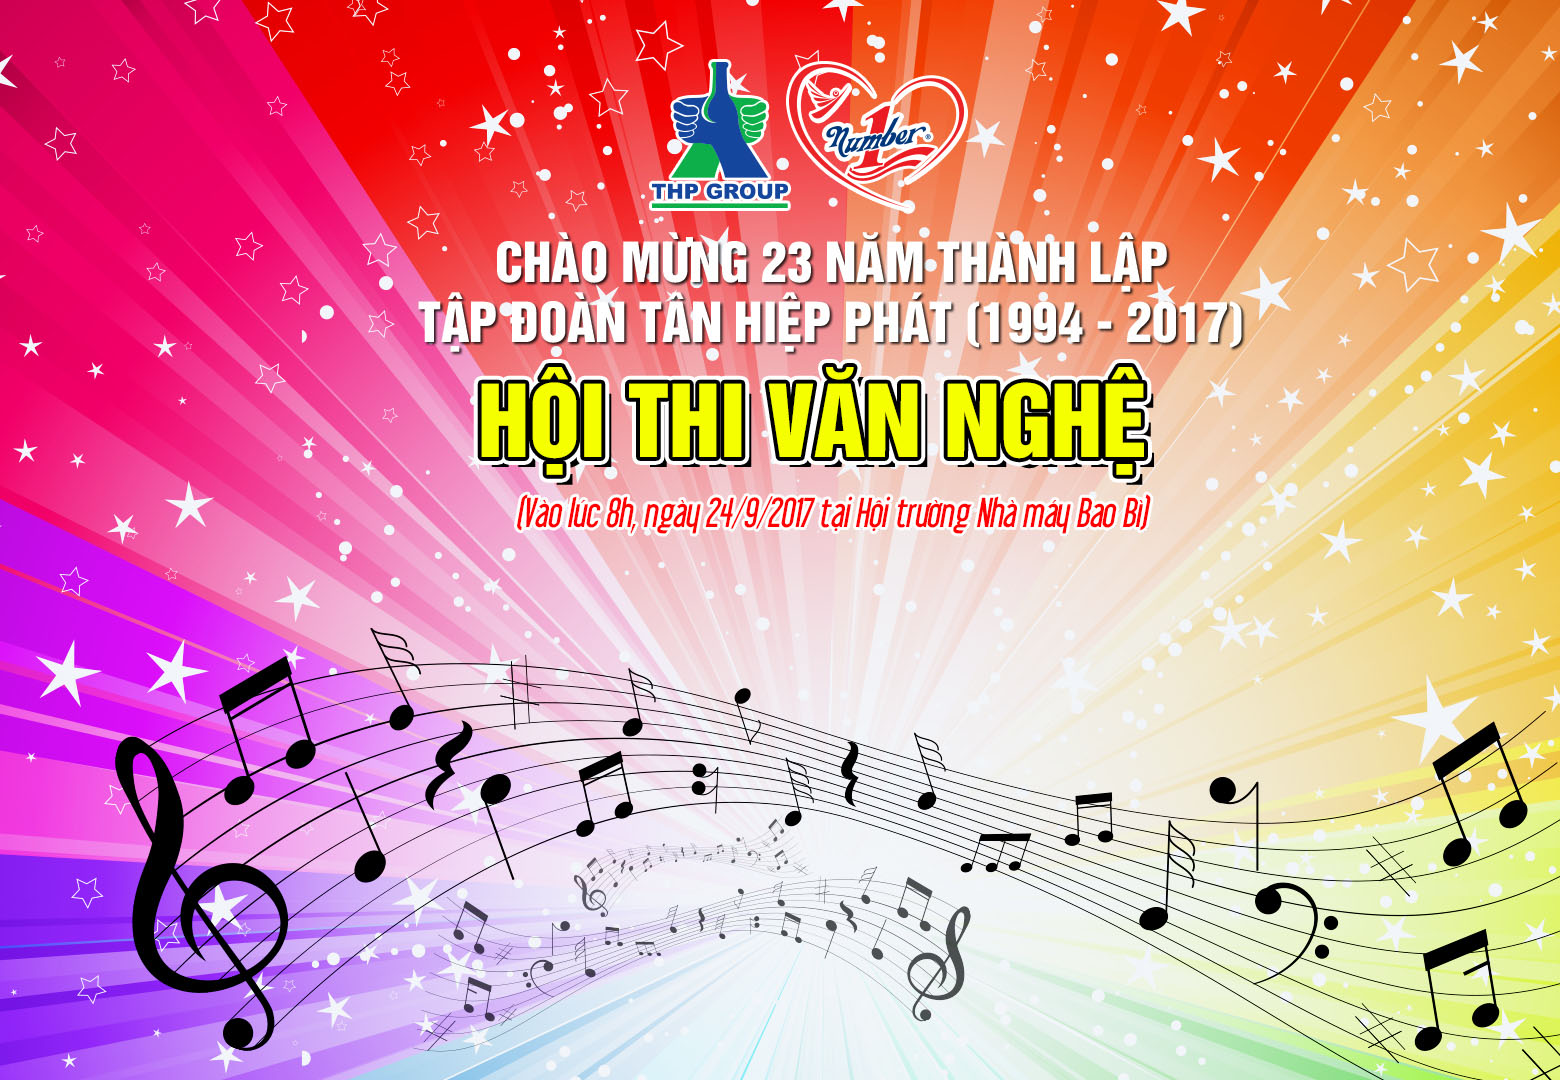 THP GROUP
Number 1 ®
CHÀO MỪNG 23 NĂM THÀNH LẬP
TẬP ĐOÀN TÂN HIỆP PHÁT (1994 - 2017)
HỘI THI VĂN NGHỆ
(Vào lúc 8h, ngày 24/9/2017 tại Hội trường Nhà máy Bao Bì)